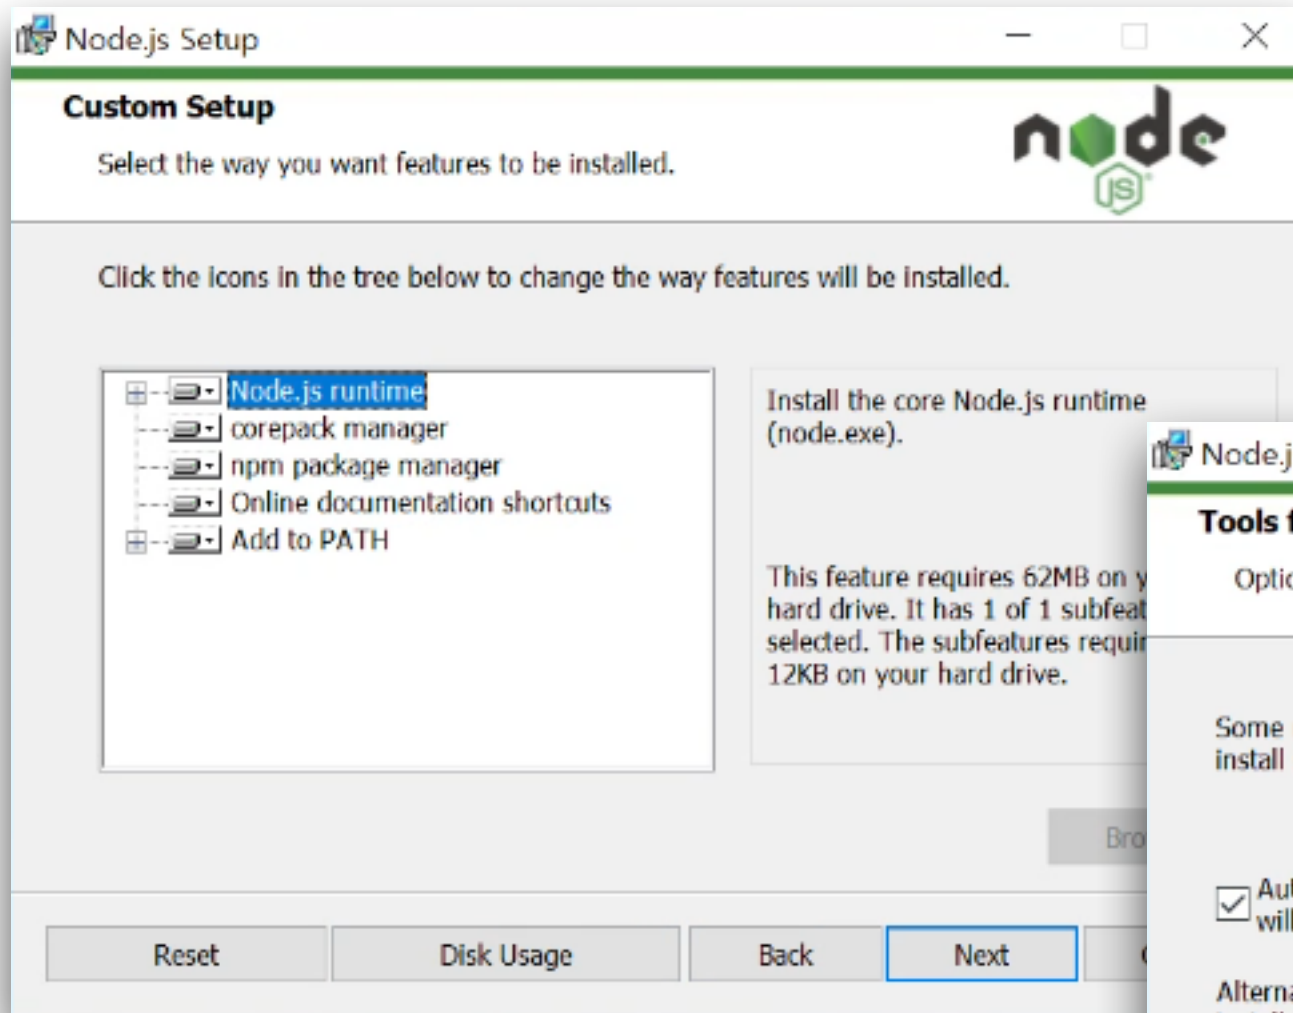 Node.js Setup
Custom Setup
Select the way you want features to be installed.
node
JS
Click the icons in the tree below to change the way features will be installed.
Node.js runtime
corepack manager
npm package manager
Online documentation shortcuts
Add to PATH
Install the core Node.js runtime
(node.exe).
This feature requires 62MB on
hard drive. It has 1 of 1
selected. The subfeatures
12KB on your hard drive.
Reset
Disk Usage
Back
Next
Tools
Some
install